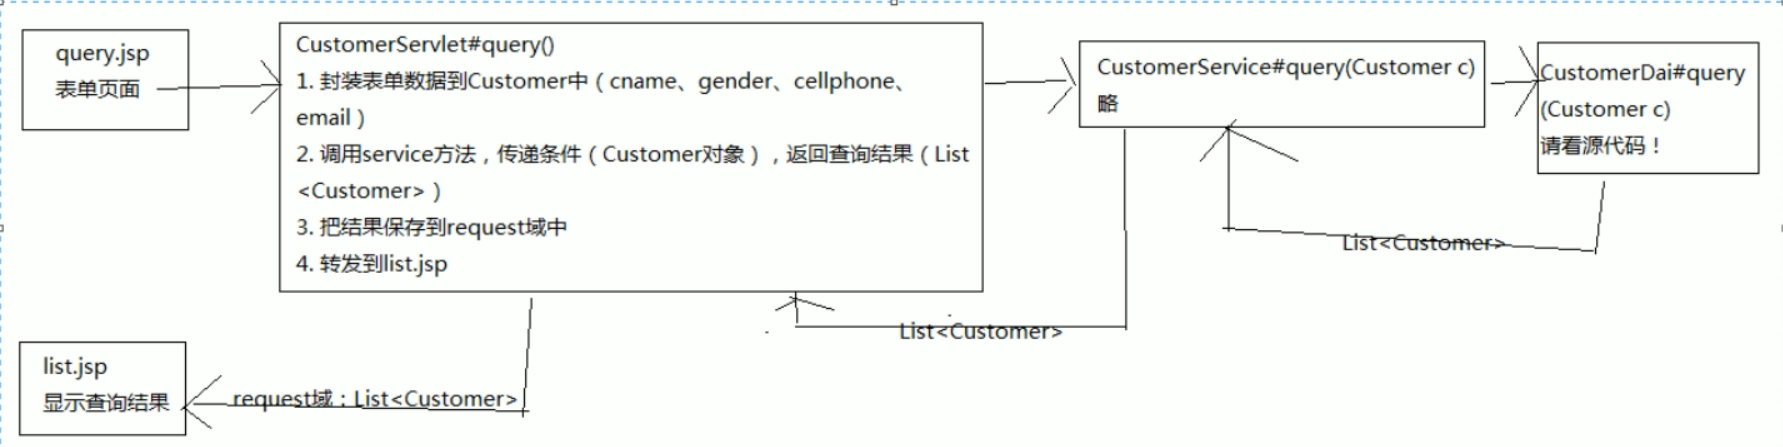 query.jsp
表单页面
CustomerServlet#query()
1. 封装表单数据到Customer中（cname、gender、cellphone、
email）
2. 调用service方法，传递条件（Customer对象），返回查询结果（List
<Customer>）
3. 把结果保存到request域中
4. 转发到list.jsp
CustomerService#query(Customer c)
略
CustomerDai#query
(Customer c)
请看源代码！
List<Customer>
List<Customer>
list.jsp
显示查询结果
request域：List<Customer>